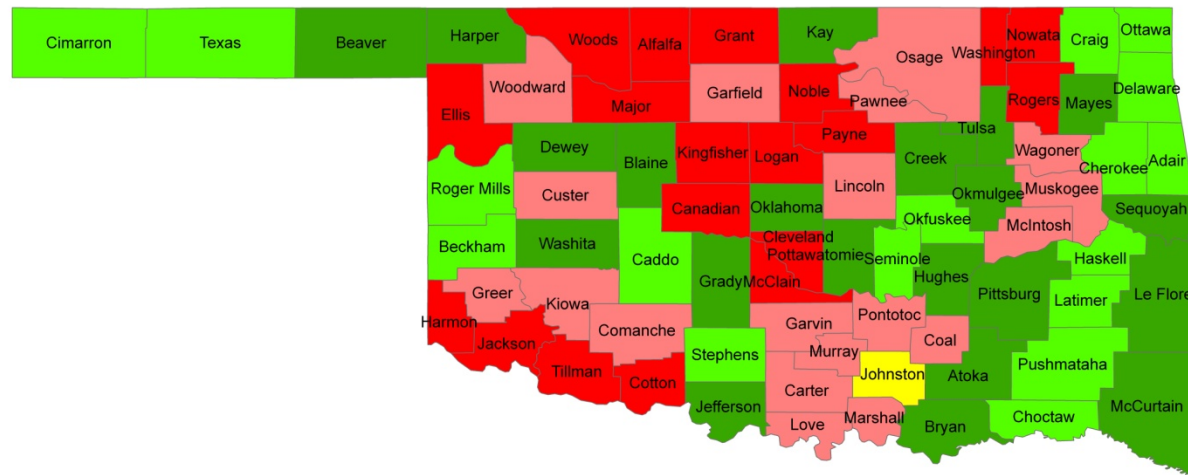 Cimarron
Texas
Beaver
Harper
Woods
Alfalfa
Grant
Kay
Osage
Washington
Nowata
Craig
Ottawa
Woodward
Ellis
Major
Garfield
Noble
Pawnee
Rogers
Mayes
Delaware
Dewey
Blaine
Kingfisher
Logan
Payne
Creek
Tulsa
Wagoner
Cherokee
Adair
Roger Mills
Custer
Canadian
Oklahoma
Lincoln
Okmulgee
Muskogee
Sequoyah
Okfuskee
McIntosh
Beckham
Washita
Caddo
Grady
Cleveland
Pottawatomie
McClain
Seminole
Hughes
Haskell
Pittsburg
Latimer
Le Flore
Greer
Kiowa
Comanche
Harmon
Jackson
Tillman
Cotton
Stephens
Garvin
Pontotoc
Murray
Coal
Johnston
Atoka
Pushmataha
McCurtain
Carter
Jefferson
Love
Marshall
Bryan
Choctaw